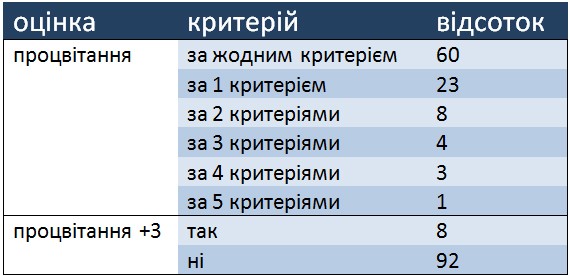 оцінка критерій відсоток
процвітання за жодним критерієм 60
за 1 критерієм 23
за 2 критеріями 8
за 3 критеріями 4
за 4 критеріями 3
за 5 критеріями 1
процвітання +3 так 8
ні 92